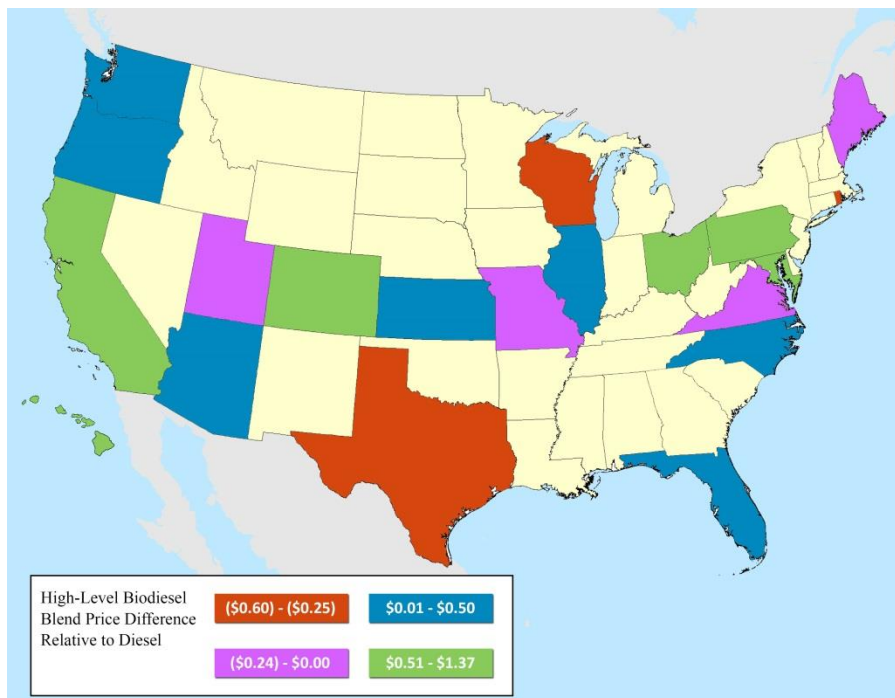 High-Level Biodiesel
Blend Price Difference
Relative to Diesel
($0.60) - ($0.25)
$0.01 - $0.50
($0.24) - $0.00
$0.51 - $1.37